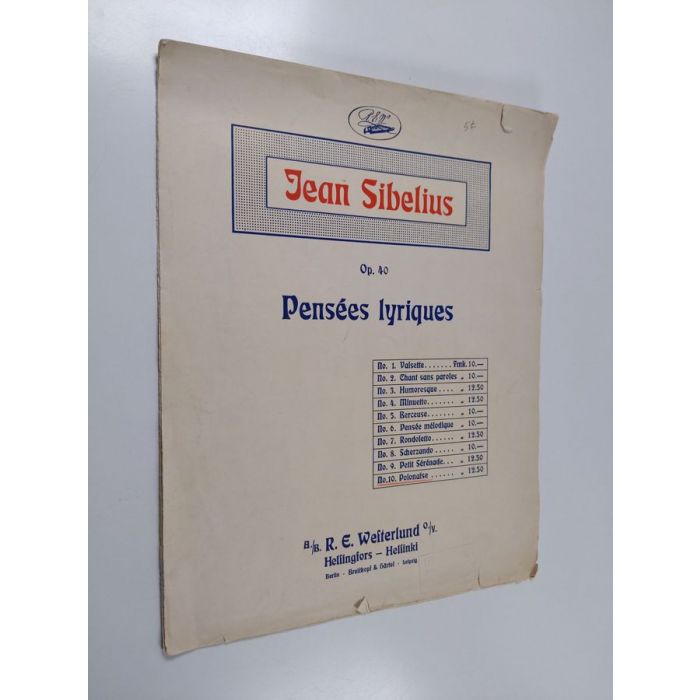 REW
5t
Jean Sibelius
Op. 40
Pensées lyriques
No. 1. Valsette....... Fmk. 10.—
No. 2. Chant sans paroles „ 10.—
No. 3. Humoresque.... „ 12.50
No. 4. Minuetto....... „ 12.50
No. 5. Berceuse....... „ 10.—
No. 6. Pensée mélodique „ 10.—
No. 7. Rondoletto...... „ 12.50
No. 8. Scherzando..... „ 10.—
No. 9. Petit Sérénade... „ 12.50
No. 10. Polonaise...... „ 12.50
A./B. R. E. Westerlund O/Y.
Helsingfors — Helsinki
Berlin · Breitkopf & Härtel · Leipzig